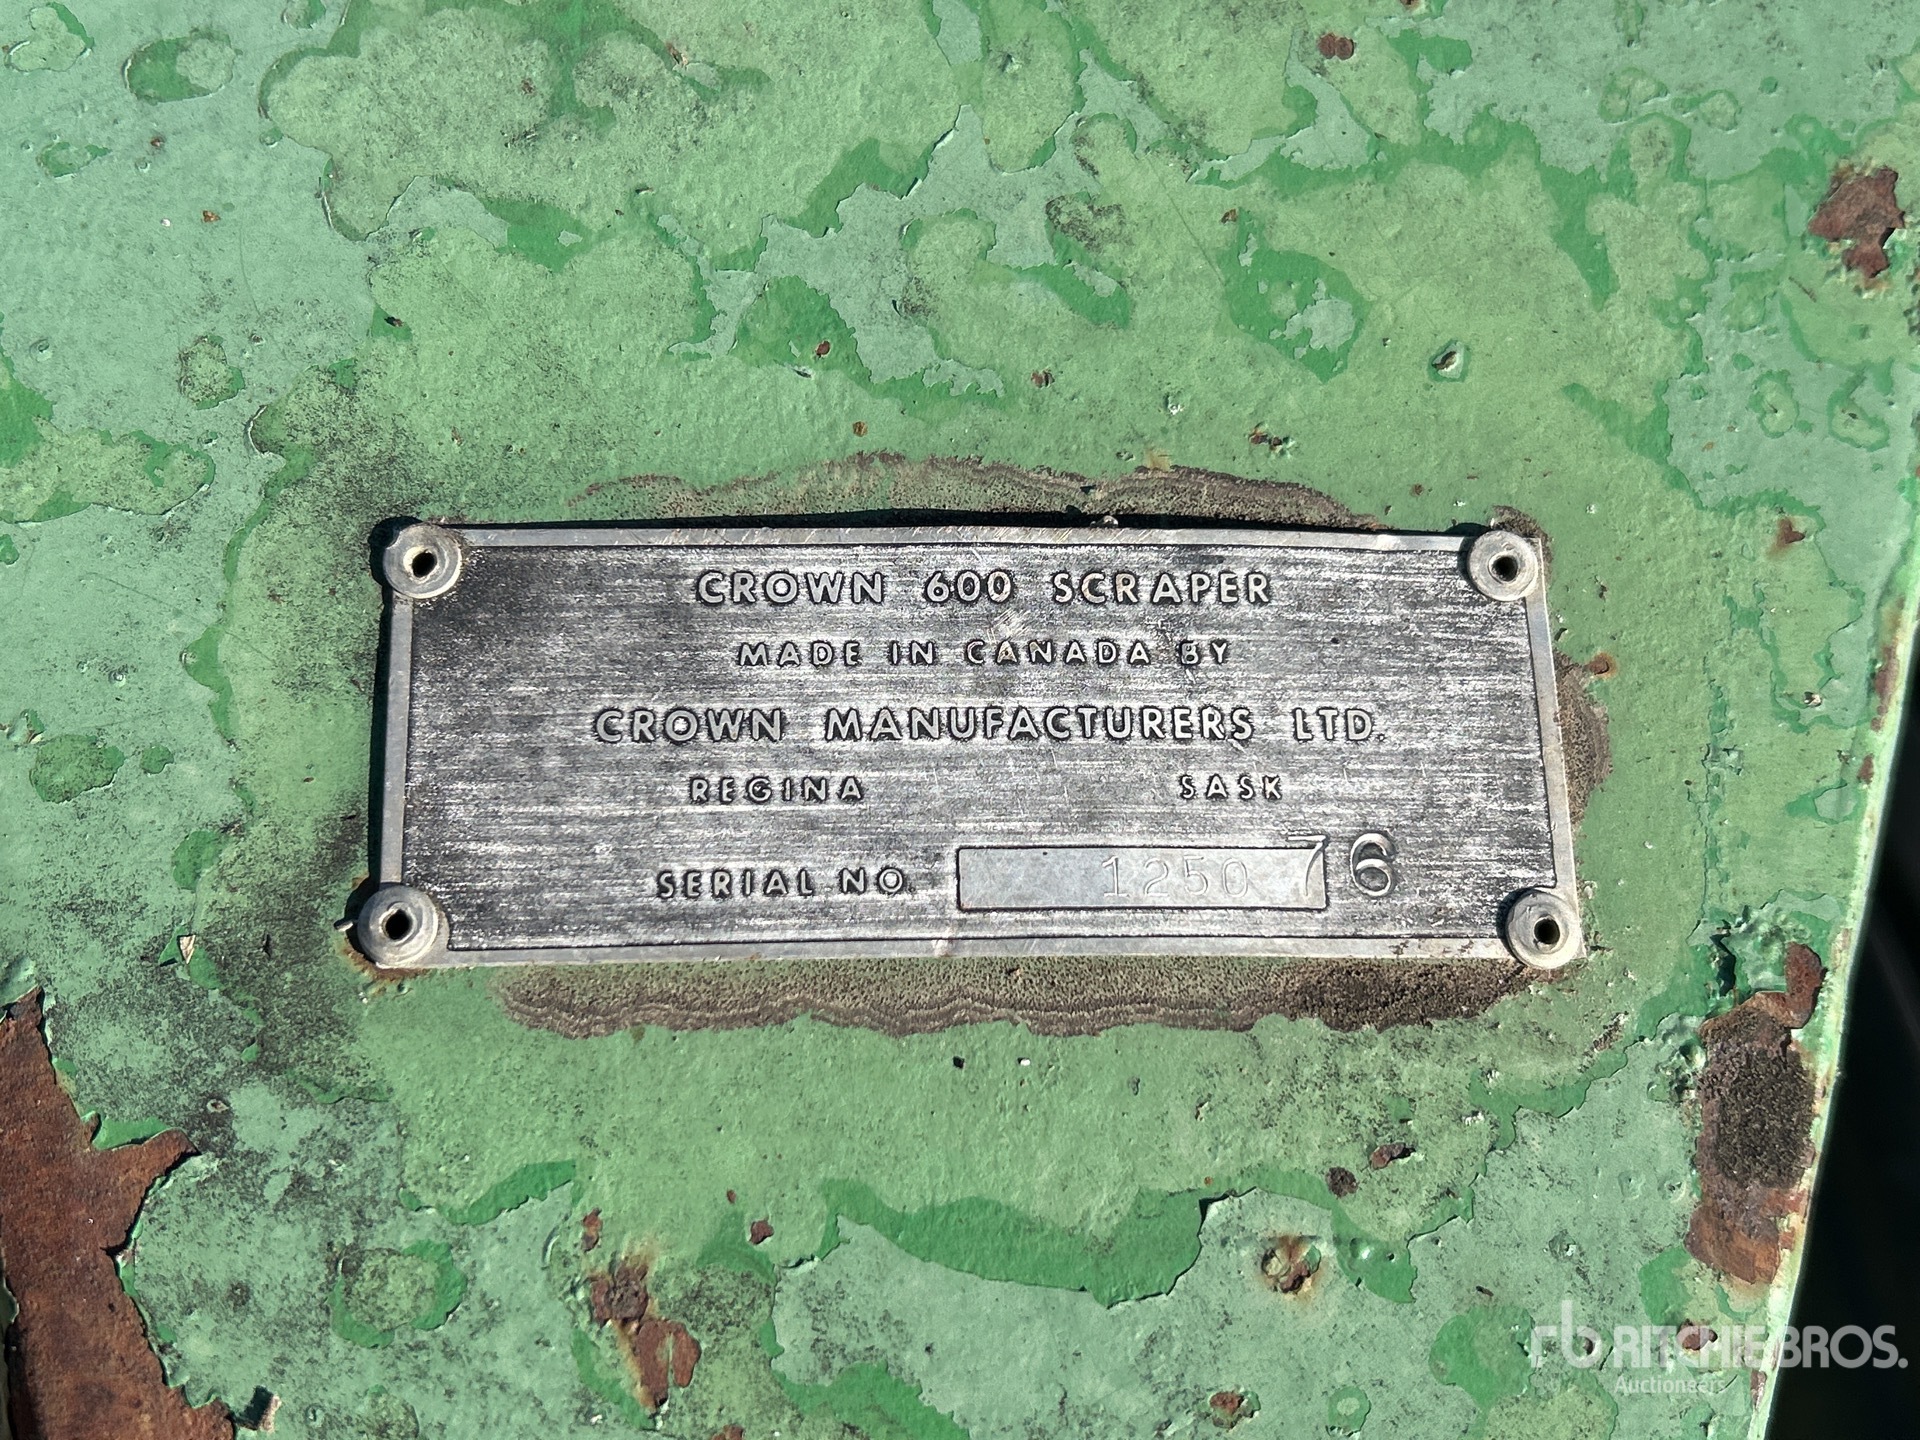 CROWN 600 SCRAPER
MADE IN CANADA BY
CROWN MANUFACTURERS LTD.
REGINA SASK
SERIAL NO. 1250 76
rb RITCHIE BROS.
Auctioneers